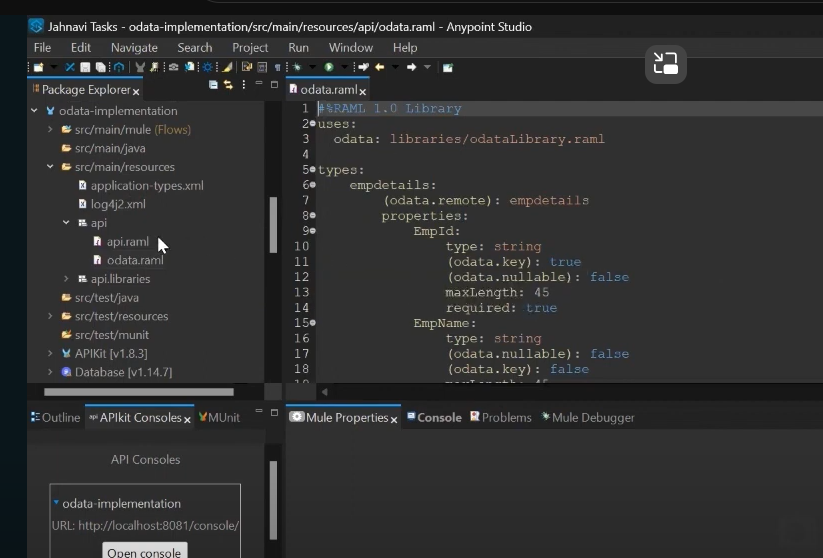 Jahnavi Tasks - odata-implementation/src/main/resources/api/odata.raml - Anypoint Studio
File Edit Navigate Search Project Run Window Help
Package Explorer
odata-implementation
src/main/mule (Flows)
src/main/java
src/main/resources
application-types.xml
log4j2.xml
api
api.raml
odata.raml
api.libraries
src/test/java
src/test/resources
src/test/munit
APIKit [v1.8.3]
Database [v1.14.7]
odata.raml
1 #%RAML 1.0 Library
2 uses:
3 odata: libraries/odataLibrary.raml
4
5 types:
6 empdetails:
7 (odata.remote): empdetails
8 properties:
9 EmpId:
10 type: string
11 (odata.key): true
12 (odata.nullable): false
13 maxLength: 45
14 required: true
15 EmpName:
16 type: string
17 (odata.nullable): false
18 (odata.key): false
Outline APIkit Consoles MUnit
API Consoles
odata-implementation
URL: http://localhost:8081/console/
Open console
Mule Properties Console Problems Mule Debugger